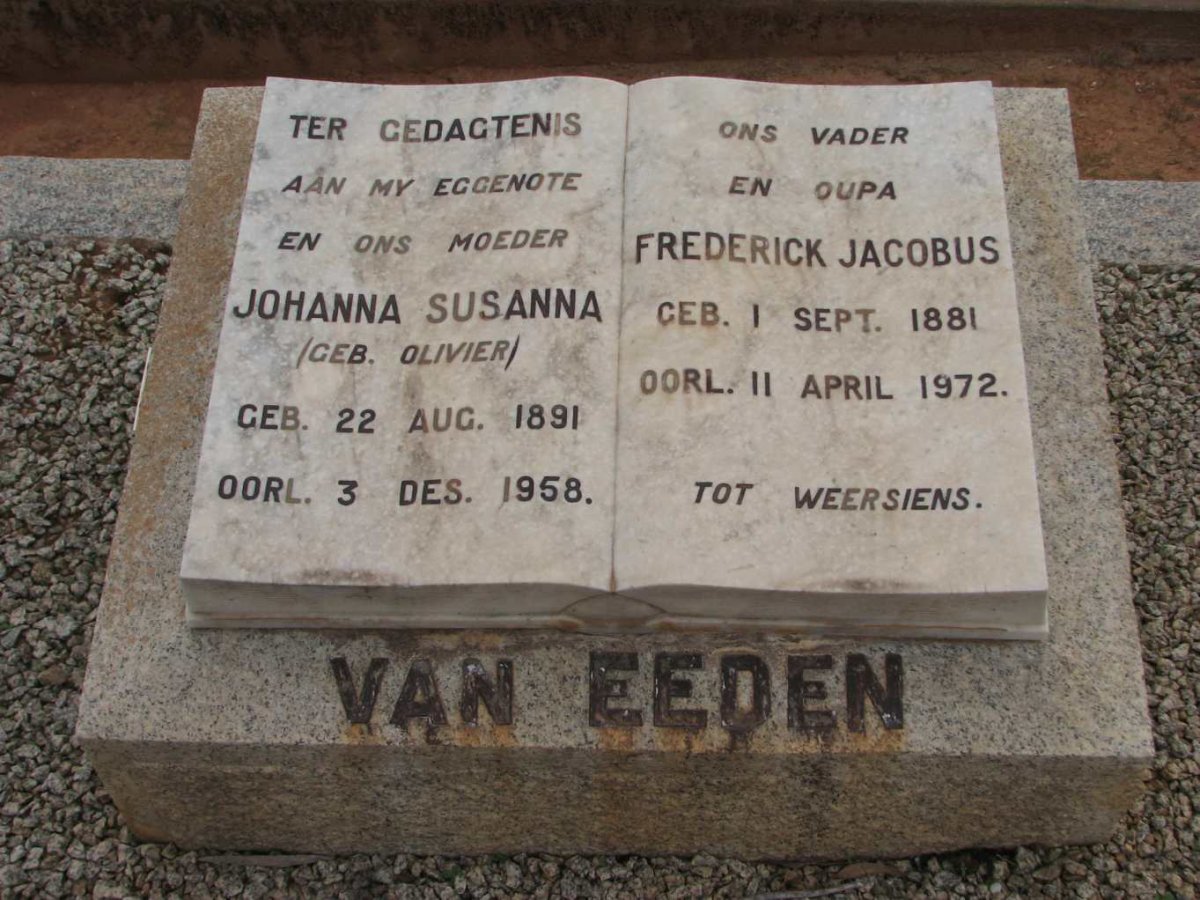 TER GEDAGTENIS
AAN MY EGGENOTE
EN ONS MOEDER
JOHANNA SUSANNA
(GEB. OLIVIER)
GEB. 22 AUG. 1891
OORL. 3 DES. 1958.
ONS VADER
EN OUPA
FREDERICK JACOBUS
GEB. 1 SEPT. 1881
OORL. 11 APRIL 1972.
TOT WEERSIENS.
VAN EEDEN